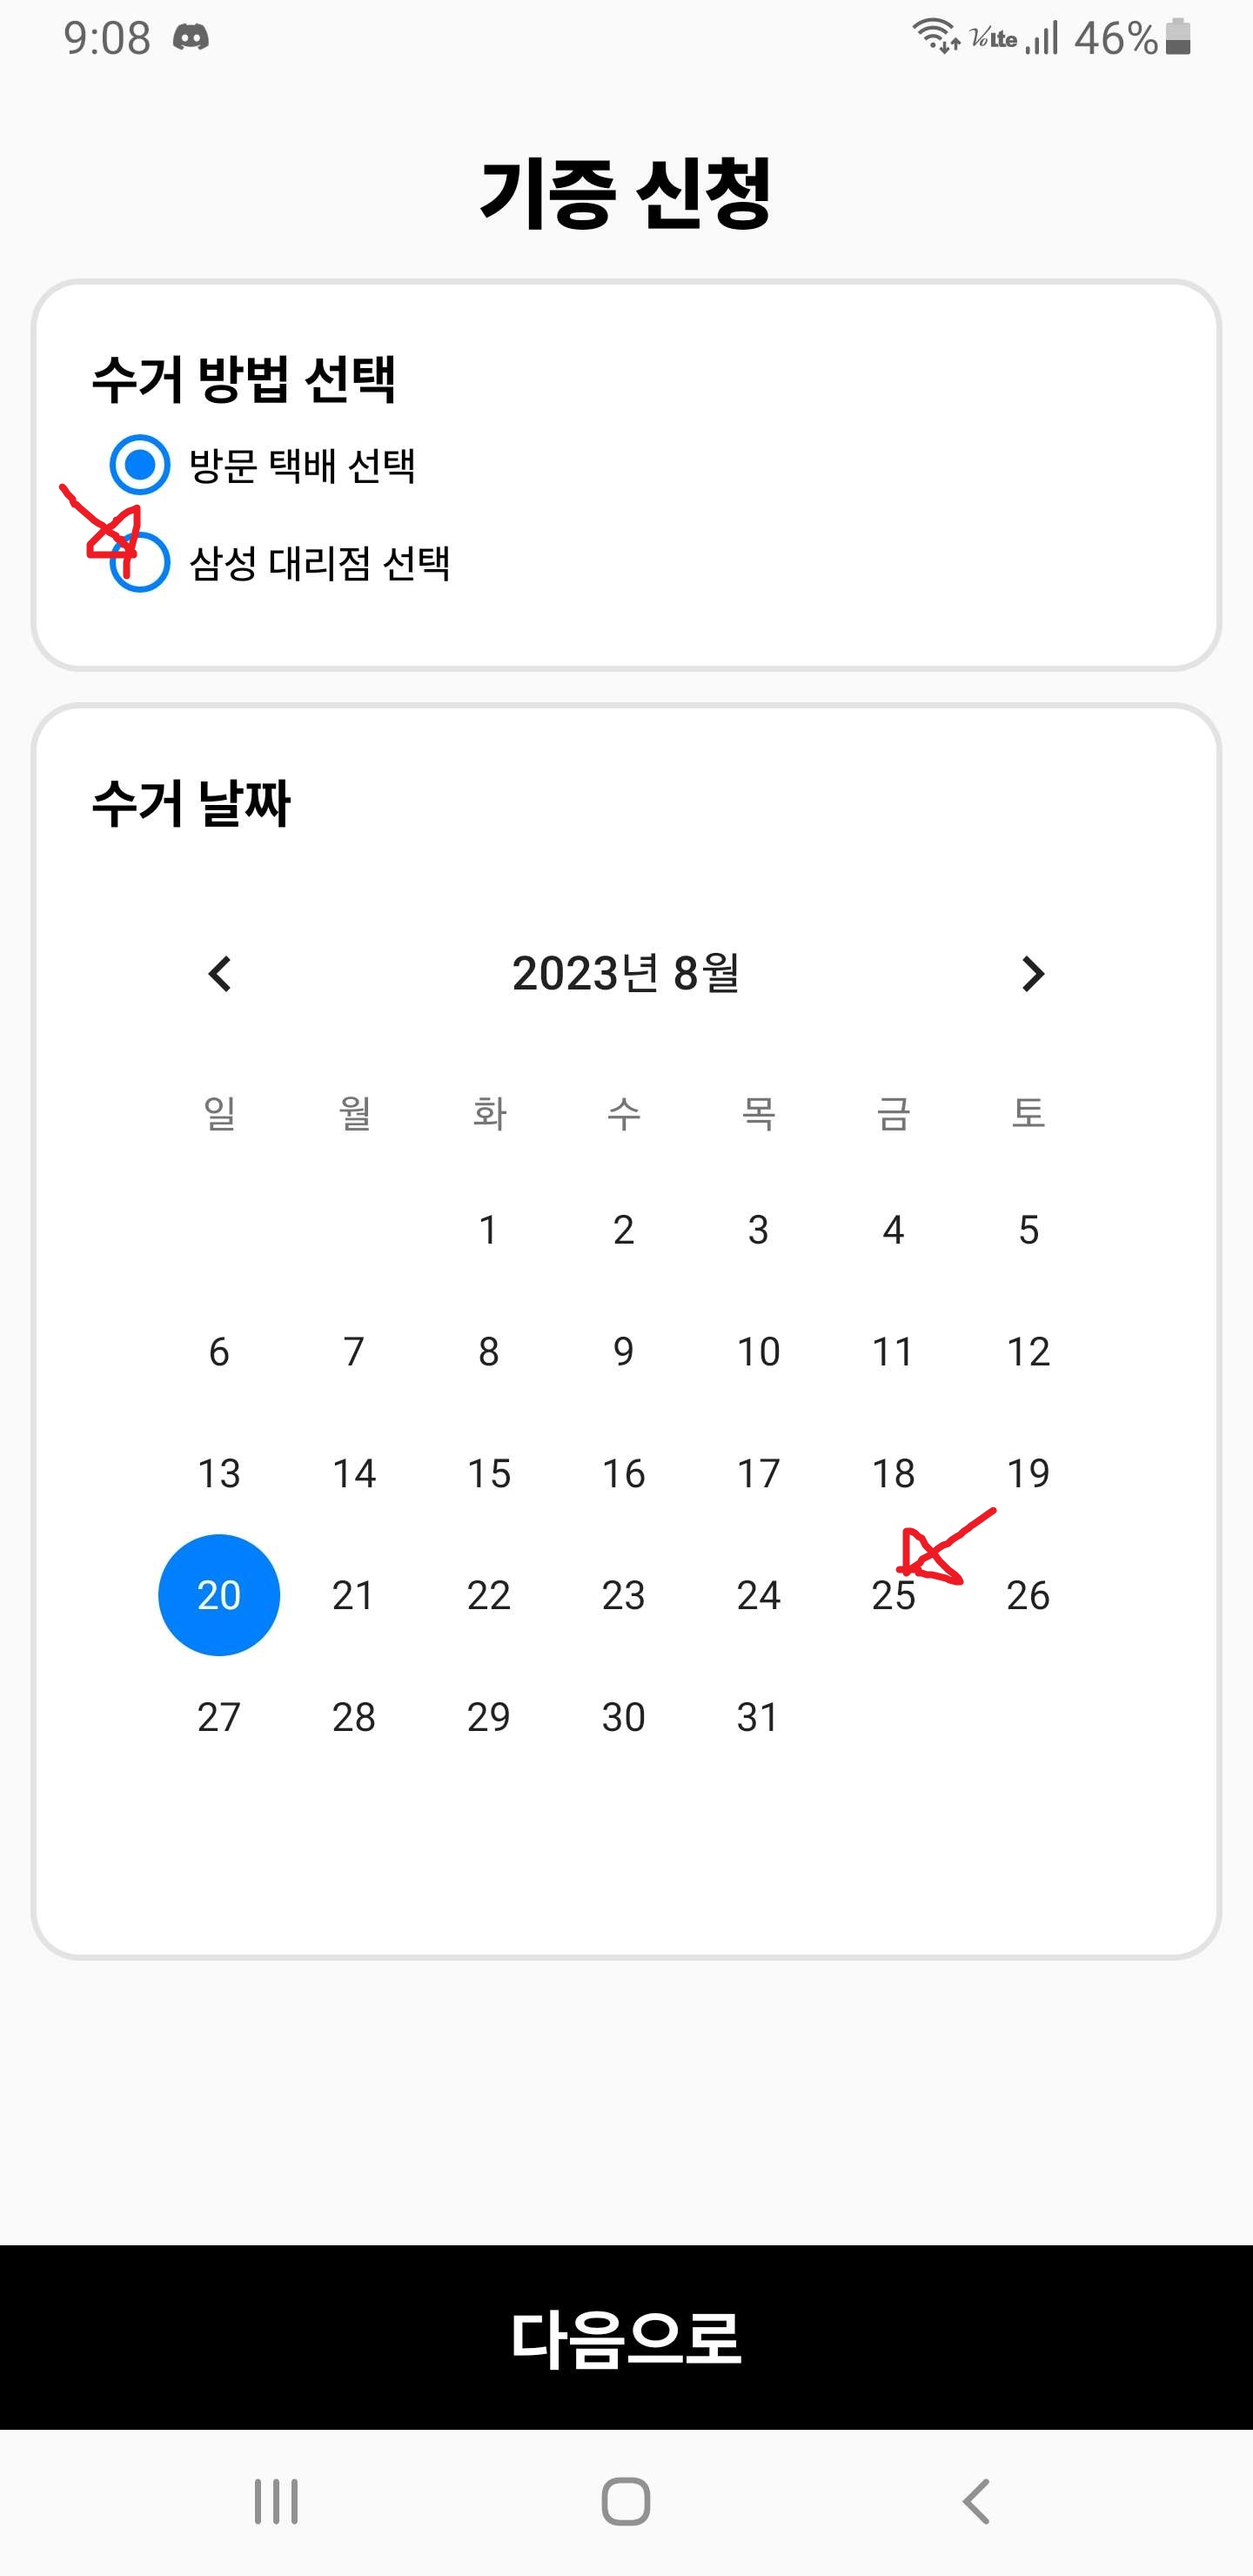 9:08 Vo lte 46%
기증 신청
수거 방법 선택
방문 택배 선택
삼성 대리점 선택
수거 날짜
2023년 8월
일 월 화 수 목 금 토
1 2 3 4 5
6 7 8 9 10 11 12
13 14 15 16 17 18 19
20 21 22 23 24 25 26
27 28 29 30 31
다음으로